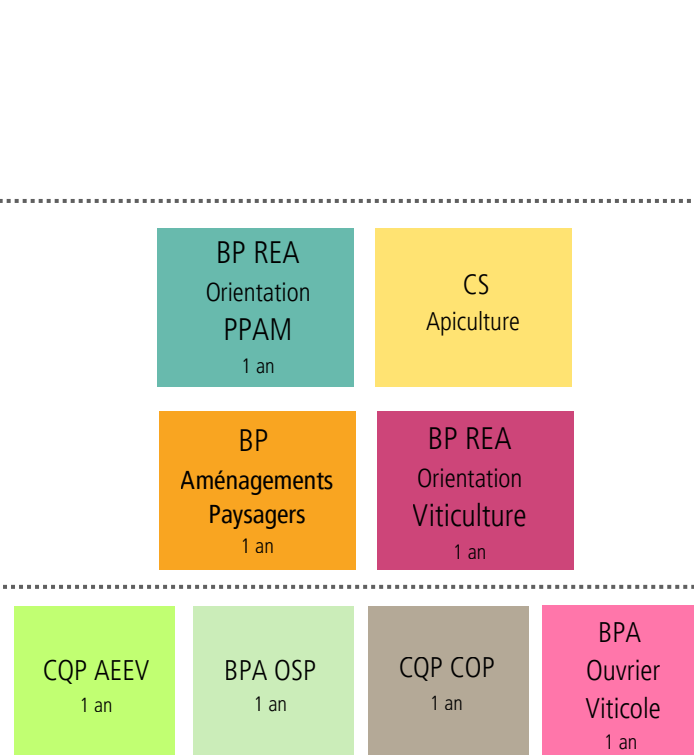 BP REA
Orientation
PPAM
1 an
CS
Apiculture
BP
Aménagements
Paysagers
1 an
BP REA
Orientation
Viticulture
1 an
CQP AEEV
1 an
BPA OSP
1 an
CQP COP
1 an
BPA
Ouvrier
Viticole
1 an